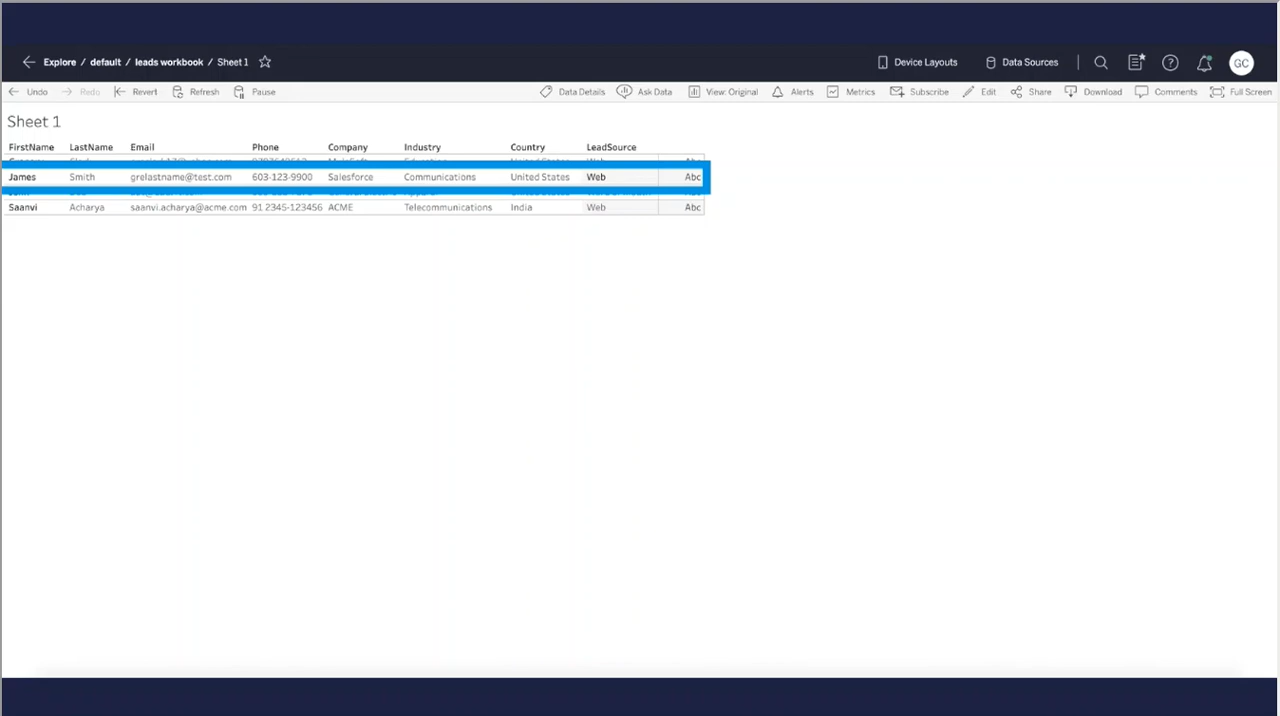 Explore / default / leads workbook / Sheet 1 Device Layouts Data Sources GC
Undo Redo Revert Refresh Pause Data Details Ask Data View: Original Alerts Metrics Subscribe Edit Share Download Comments Full Screen
Sheet 1
FirstName LastName Email Phone Company Industry Country LeadSource
James Smith grelastname@test.com 603-123-9900 Salesforce Communications United States Web Abc
Saanvi Acharya saanvi.acharya@acme.com 91 2345-123456 ACME Telecommunications India Web Abc